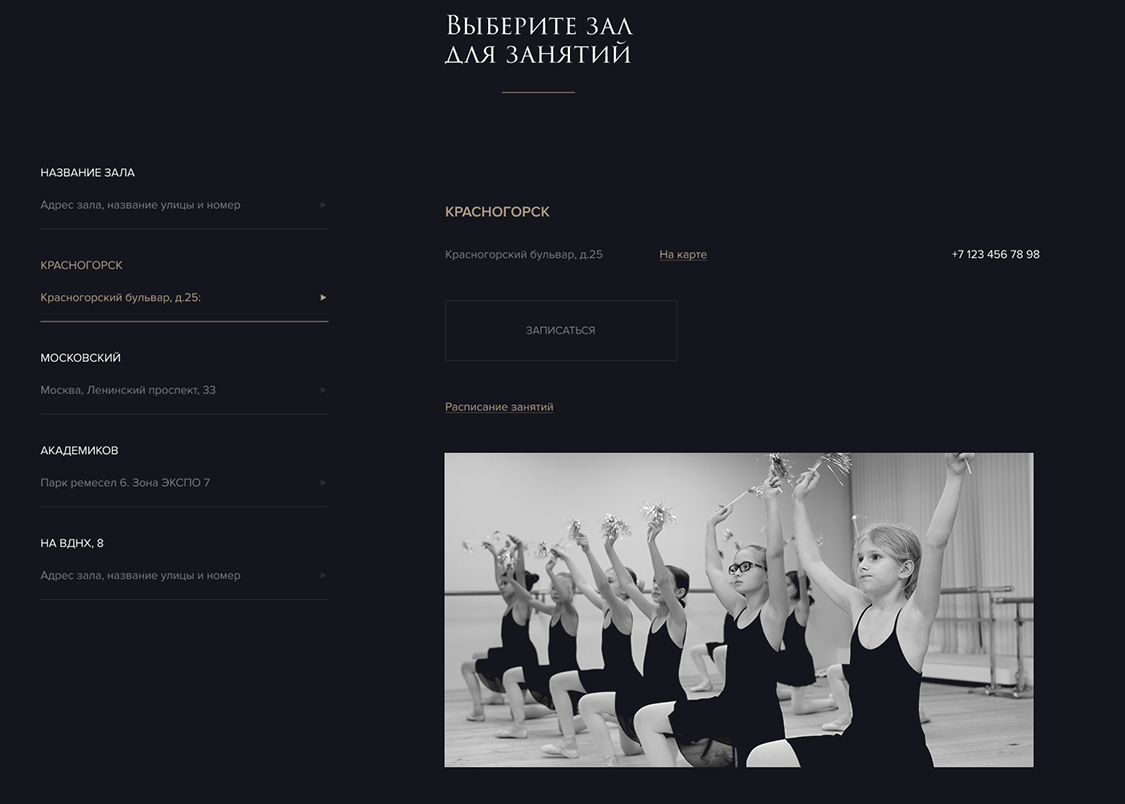 Выберите зал
для занятий
НАЗВАНИЕ ЗАЛА
Адрес зала, название улицы и номер
КРАСНОГОРСК
Красногорский бульвар, д.25:
МОСКОВСКИЙ
Москва, Ленинский проспект, 33
АКАДЕМИКОВ
Парк ремесел 6. Зона ЭКСПО 7
НА ВДНХ, 8
Адрес зала, название улицы и номер
КРАСНОГОРСК
Красногорский бульвар, д.25 На карте +7 123 456 78 98
ЗАПИСАТЬСЯ
Расписание занятий